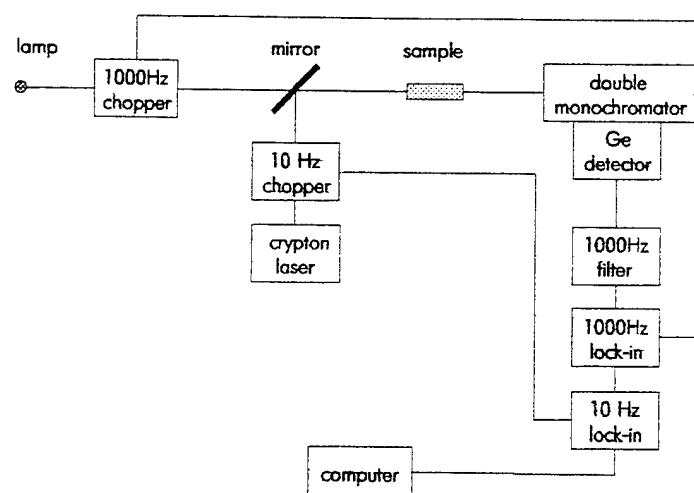 lamp
1000Hz
chopper
mirror
sample
double
monochromator
Ge
detector
10 Hz
chopper
crypton
laser
1000Hz
filter
1000Hz
lock-in
10 Hz
lock-in
computer